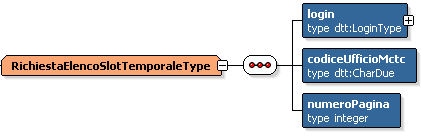 login
type dtt:LoginType
RichiestaElencoSlotTemporaleType
codiceUfficioMctc
type dtt:CharDue
numeroPagina
type integer